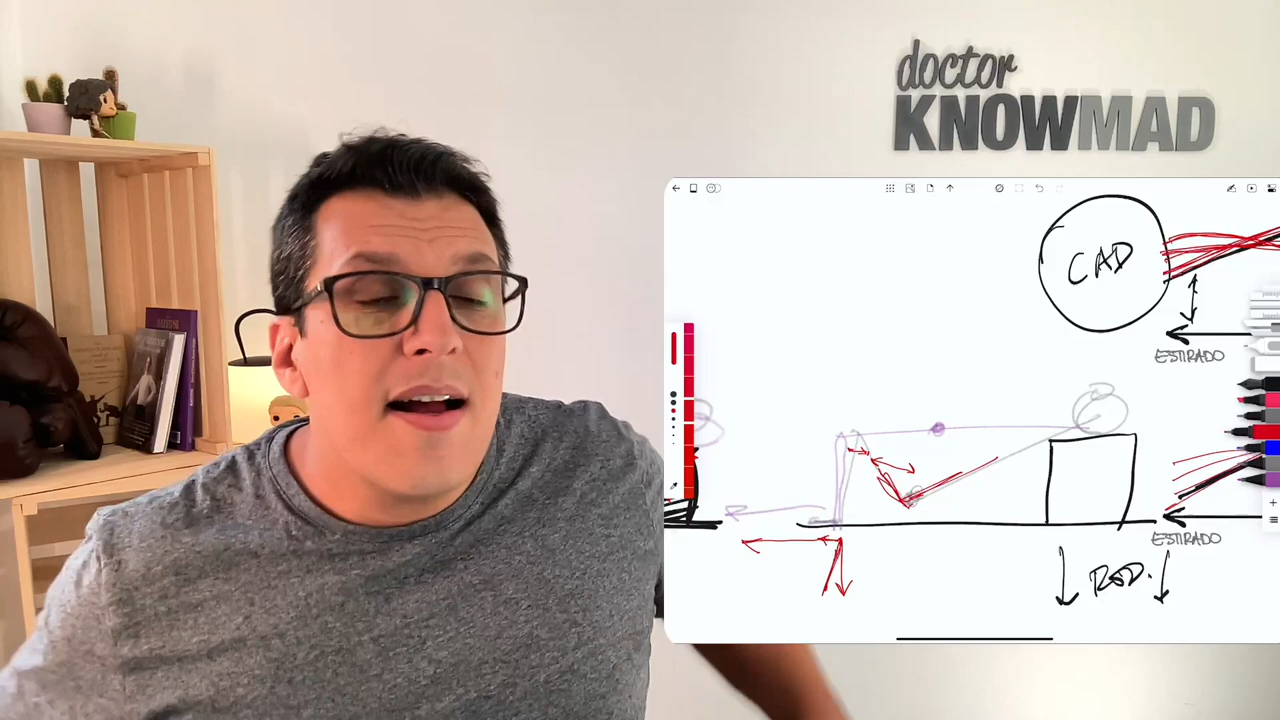 doctor
KNOWMAD
CAD
ESTIRADO
ESTIRADO
ROD.